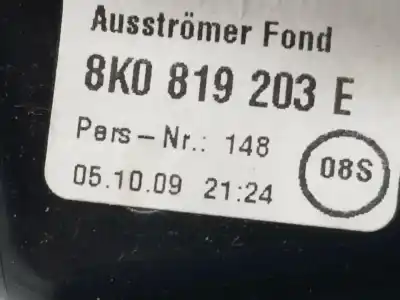 Ausströmer Fond
8K0 819 203 E
Pers-Nr.: 148
08S
05.10.09 21:24